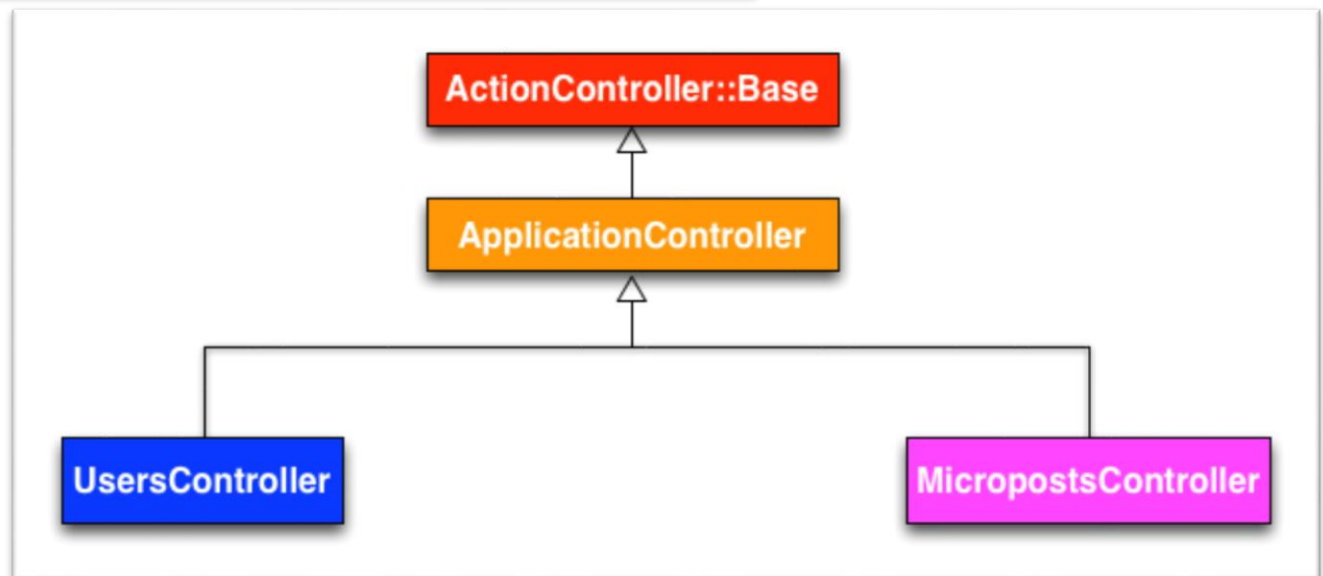 ActionController::Base
ApplicationController
UsersController
MicropostsController